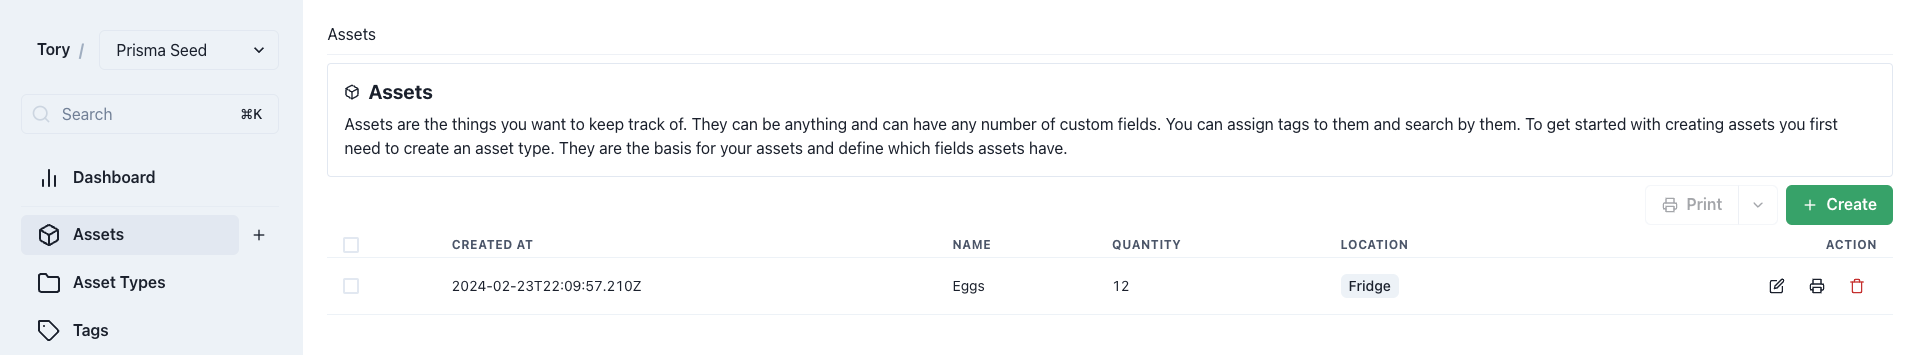 Tory / Prisma Seed
Search ⌘K
Dashboard
Assets
Asset Types
Tags
Assets
Assets
Assets are the things you want to keep track of. They can be anything and can have any number of custom fields. You can assign tags to them and search by them. To get started with creating assets you first
need to create an asset type. They are the basis for your assets and define which fields assets have.
Print
+ Create
CREATED AT NAME QUANTITY LOCATION ACTION
2024-02-23T22:09:57.210Z Eggs 12 Fridge